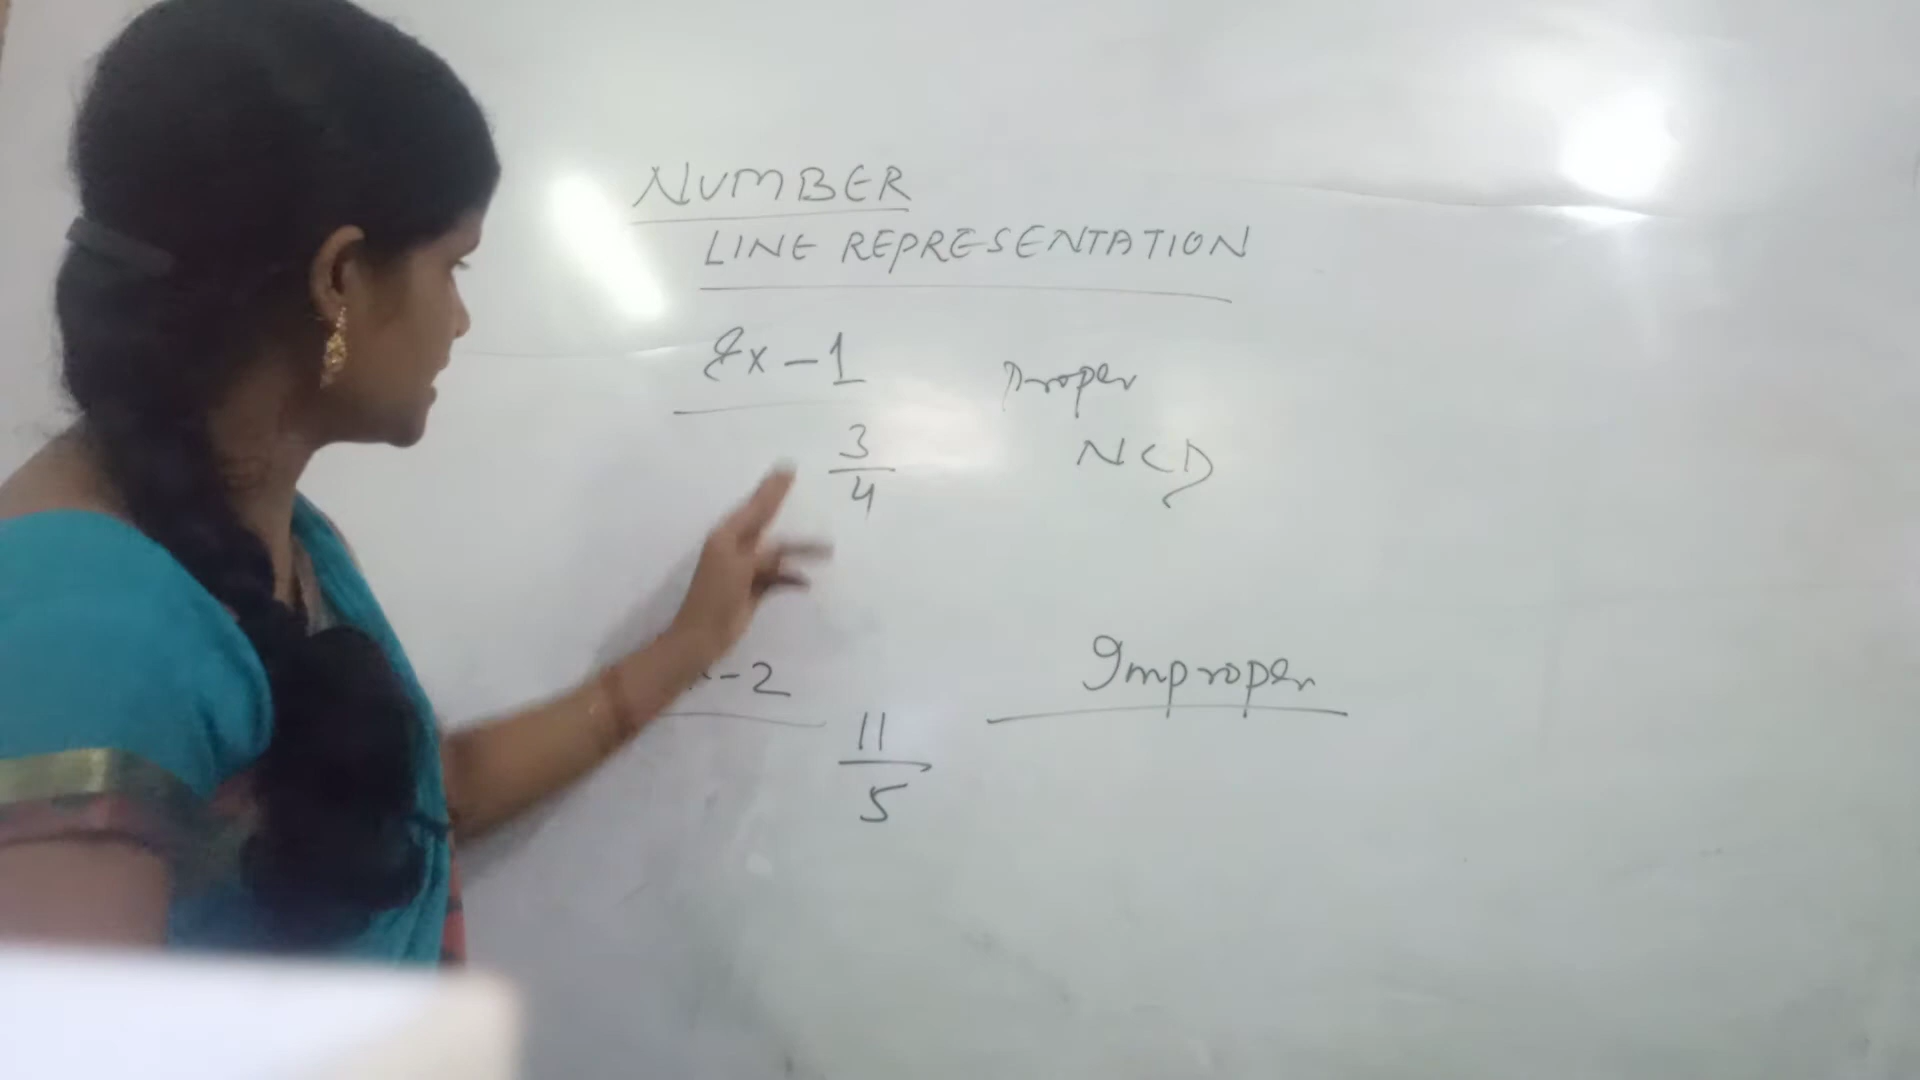 NUMBER
LINE REPRESENTATION
Ex-1 Proper
3/4 N<D
-2 Improper
11/5